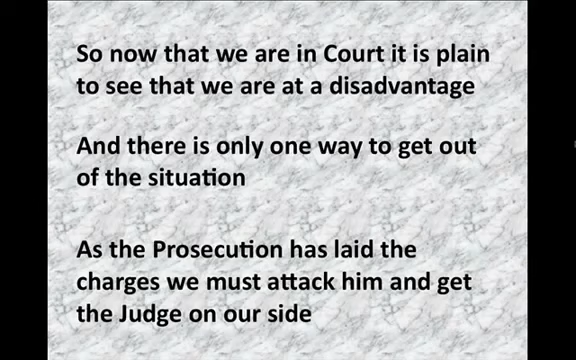 So now that we are in Court it is plain
to see that we are at a disadvantage
And there is only one way to get out
of the situation
As the Prosecution has laid the
charges we must attack him and get
the Judge on our side